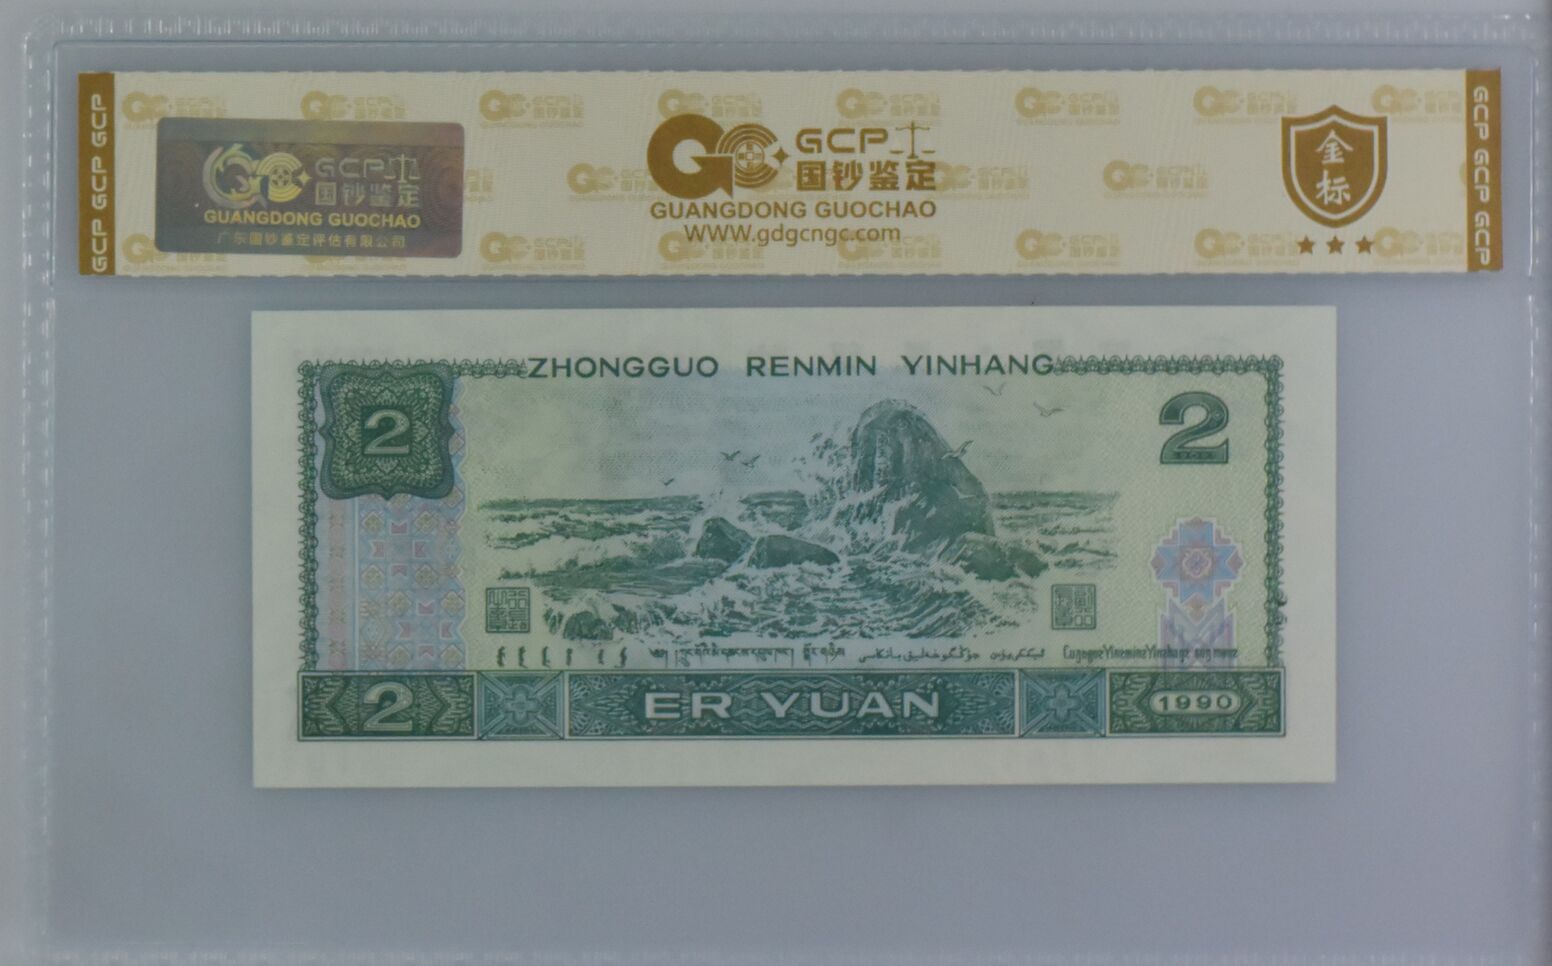 GCP GCP GCP
GCP
国钞鉴定
GUANGDONG GUOCHAO
广东国钞鉴定评估有限公司
GCP
国钞鉴定
GUANGDONG GUOCHAO
WWW.gdgcngc.com
金标
GCP GCP GCP
ZHONGGUO RENMIN YINHANG
2
2
2
ER YUAN
1990